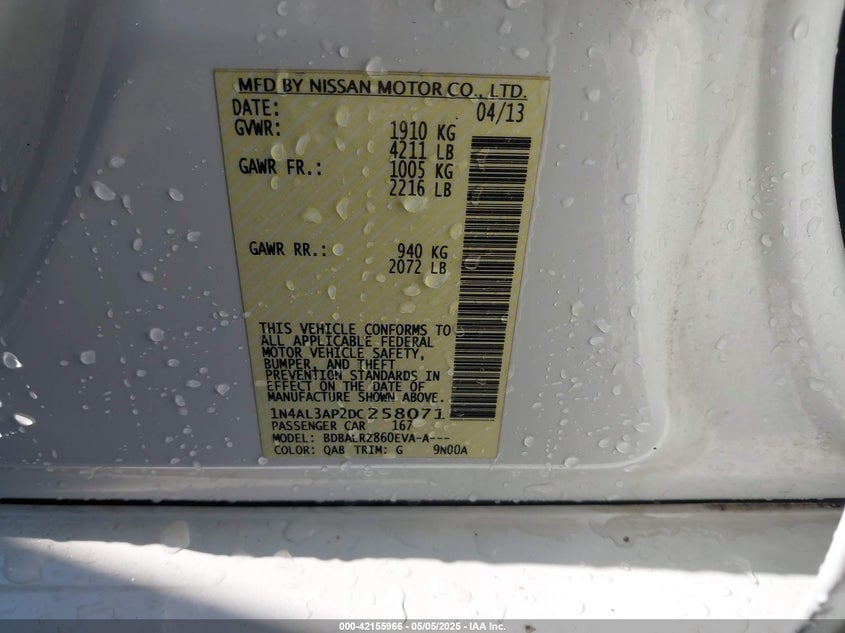 MFD BY NISSAN MOTOR CO., LTD.
DATE: 04/13
GVWR: 1910 KG
4211 LB
GAWR FR.: 1005 KG
2216 LB
GAWR RR.: 940 KG
2072 LB
THIS VEHICLE CONFORMS TO
ALL APPLICABLE FEDERAL
MOTOR VEHICLE SAFETY,
BUMPER, AND THEFT
PREVENTION STANDARDS IN
EFFECT ON THE DATE OF
MANUFACTURE SHOWN ABOVE.
1N4AL3AP2DC258071
PASSENGER CAR 167
MODEL: BDBALRZ860EVA-A---
COLOR: QAB TRIM: G 9N00A
000-42155966 - 05/05/2025 - IAA Inc.